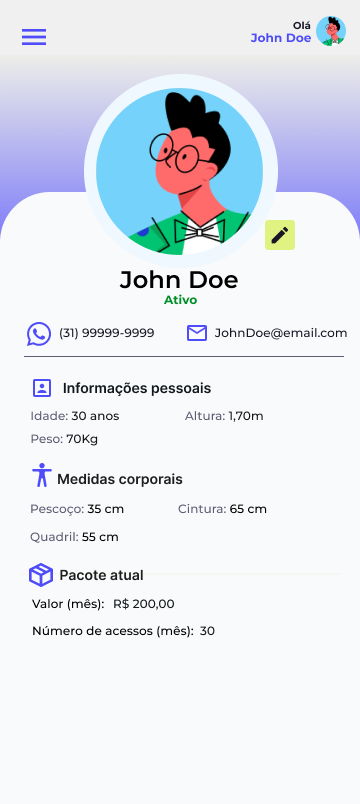 Olá
John Doe
John Doe
Ativo
(31) 99999-9999 JohnDoe@email.com
Informações pessoais
Idade: 30 anos Altura: 1,70m
Peso: 70Kg
Medidas corporais
Pescoço: 35 cm Cintura: 65 cm
Quadril: 55 cm
Pacote atual
Valor (mês): R$ 200,00
Número de acessos (mês): 30